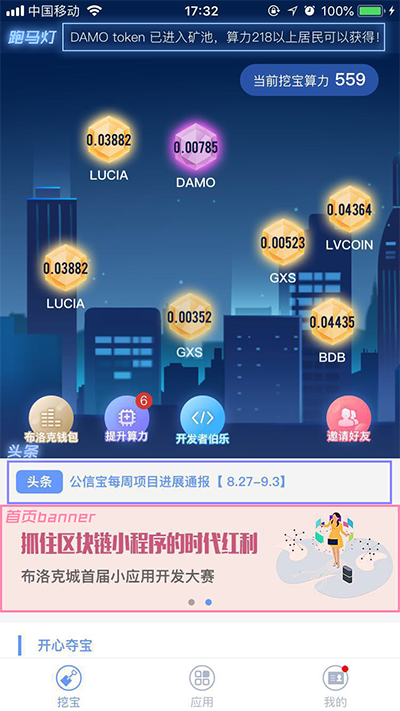 中国移动
17:32
100%
跑马灯
DAMO token 已进入矿池，算力218以上居民可以获得!
当前挖宝算力 559
0.03882
LUCIA
0.00785
DAMO
0.04364
LVCOIN
0.00523
GXS
0.03882
LUCIA
0.00352
GXS
0.04435
BDB
布洛克钱包
提升算力
6
开发者伯乐
邀请好友
头条
头条 公信宝每周项目进展通报【 8.27-9.3】
首页banner
抓住区块链小程序的时代红利
布洛克城首届小应用开发大赛
开心夺宝
挖宝
应用
我的